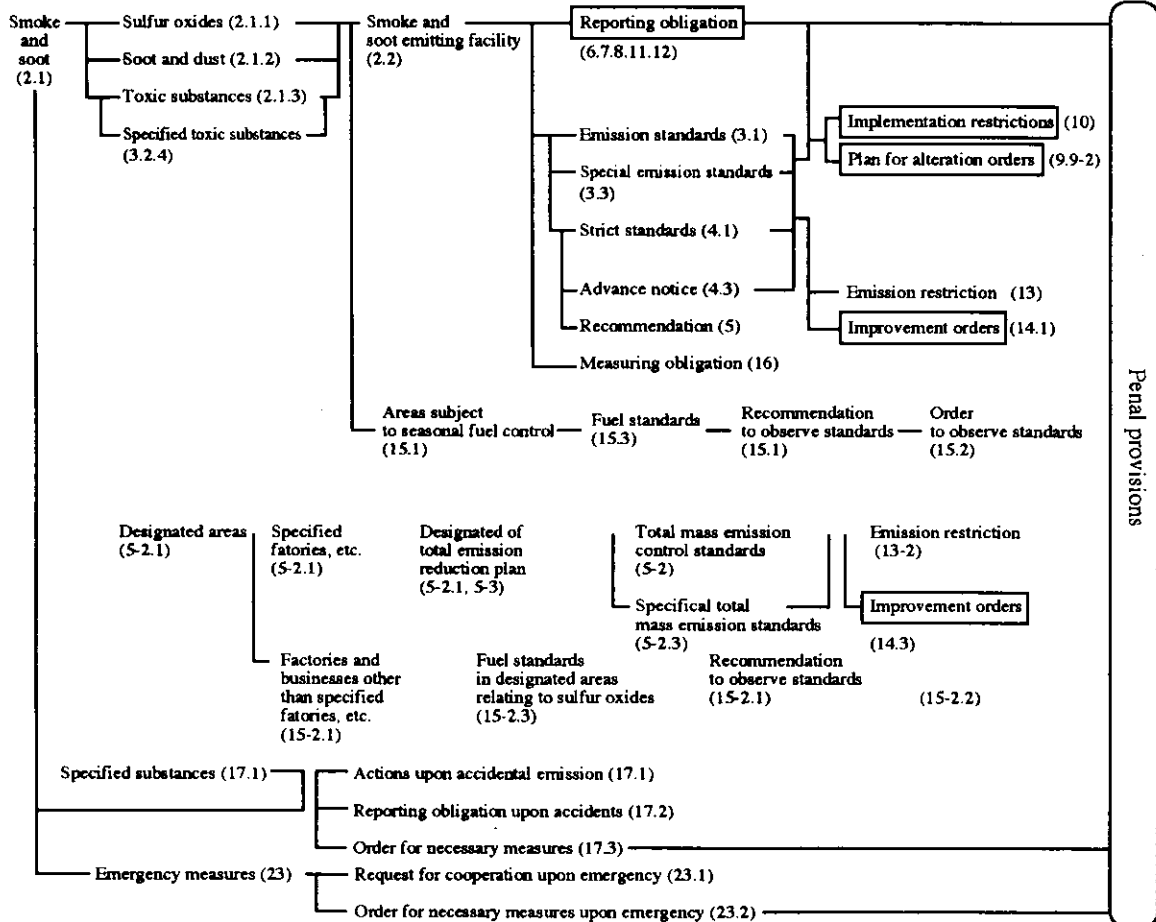 Smoke
and
soot
(2.1)
Sulfur oxides (2.1.1)
Soot and dust (2.1.2)
Toxic substances (2.1.3)
Specified toxic substances
(3.2.4)
Smoke and
soot emitting facility
(2.2)
Reporting obligation
(6.7.8.11.12)
Emission standards (3.1)
Special emission standards
(3.3)
Strict standards (4.1)
Advance notice (4.3)
Recommendation (5)
Measuring obligation (16)
Implementation restrictions (10)
Plan for alteration orders (9.9-2)
Emission restriction (13)
Improvement orders (14.1)
Areas subject
to seasonal fuel control
(15.1)
Fuel standards
(15.3)
Recommendation
to observe standards
(15.1)
Order
to observe standards
(15.2)
Designated areas
(5-2.1)
Specified
fatories, etc.
(5-2.1)
Designated of
total emission
reduction plan
(5-2.1, 5-3)
Total mass emission
control standards
(5-2)
Specifical total
mass emission standards
(5-2.3)
Emission restriction
(13-2)
Improvement orders
(14.3)
Factories and
businesses other
than specified
fatories, etc.
(15-2.1)
Fuel standards
in designated areas
relating to sulfur oxides
(15-2.3)
Recommendation
to observe standards
(15-2.1)
(15-2.2)
Specified substances (17.1)
Actions upon accidental emission (17.1)
Reporting obligation upon accidents (17.2)
Order for necessary measures (17.3)
Emergency measures (23)
Request for cooperation upon emergency (23.1)
Order for necessary measures upon emergency (23.2)
Penal provisions